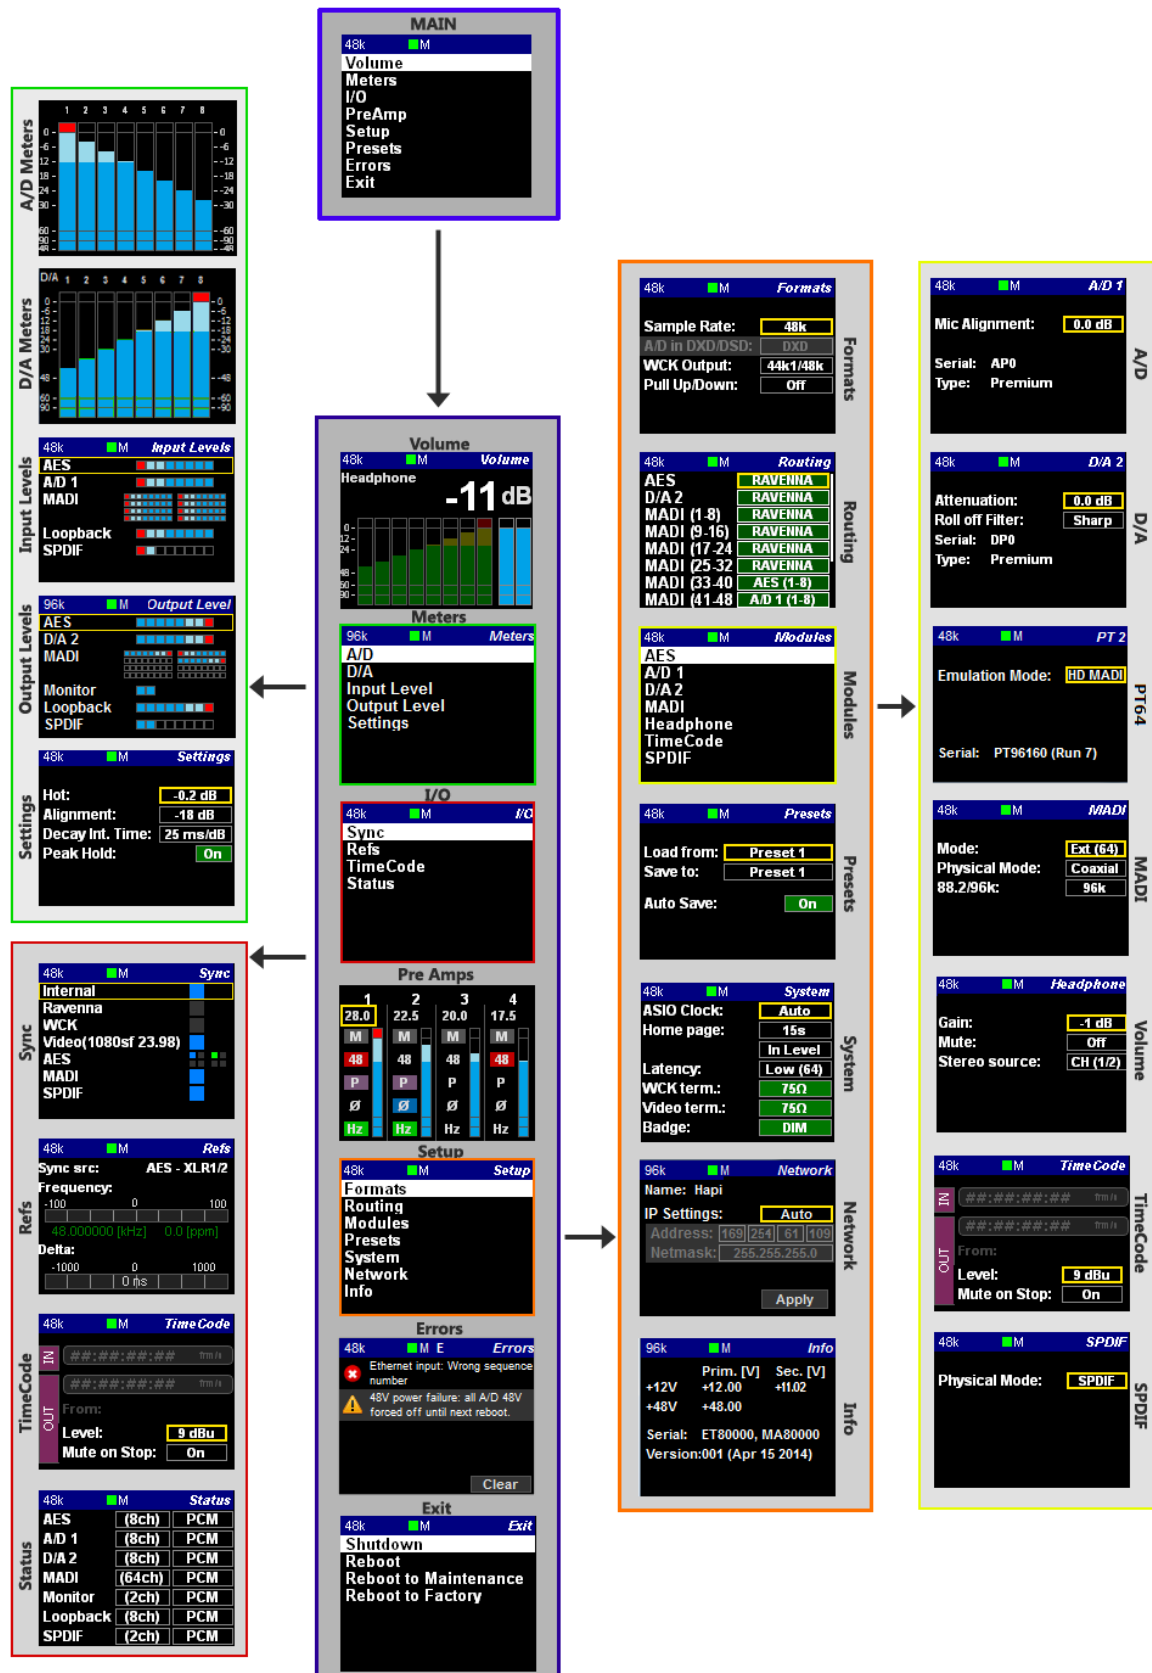 MAIN
48k M
Volume
Meters
I/O
PreAmp
Setup
Presets
Errors
Exit
A/D Meters
1 2 3 4 5 6 7 8
0
-6
-12
-18
-24
-30
-60
-90
D/A Meters
D/A 1 2 3 4 5 6 7 8
0
-6
-12
-18
-24
-30
-48
-60
-90
Input Levels
48k M Input Levels
AES
A/D 1
MADI
Loopback
SPDIF
Output Levels
96k M Output Level
AES
D/A 2
MADI
Monitor
Loopback
SPDIF
Settings
48k M Settings
Hot: -0.2 dB
Alignment: -18 dB
Decay Int. Time: 25 ms/dB
Peak Hold: On
Sync
48k M Sync
Internal
Ravenna
WCK
Video(1080sf 23.98)
AES
MADI
SPDIF
Refs
48k M Refs
Sync src: AES - XLR1/2
Frequency:
-100 0 100
48.000000 [kHz] 0.0 [ppm]
Delta:
-1000 0 1000
0 ns
TimeCode
48k M TimeCode
IN ##:##:##:## frm/s
OUT ##:##:##:## frm/s
From:
Level: 9 dBu
Mute on Stop: On
Status
48k M Status
AES (8ch) PCM
A/D 1 (8ch) PCM
D/A 2 (8ch) PCM
MADI (64ch) PCM
Monitor (2ch) PCM
Loopback (8ch) PCM
SPDIF (2ch) PCM
Volume
48k M Volume
Headphone
-11 dB
0
-12
-24
-48
-60
-90
Meters
96k M Meters
A/D
D/A
Input Level
Output Level
Settings
I/O
48k M I/O
Sync
Refs
TimeCode
Status
Pre Amps
1 2 3 4
28.0 22.5 20.0 17.5
M M M M
48 48 48 48
P P P P
Ø Ø Ø Ø
Hz Hz Hz Hz
Setup
48k M Setup
Formats
Routing
Modules
Presets
System
Network
Info
Errors
48k M E Errors
Ethernet input: Wrong sequence
number
48V power failure: all A/D 48V
forced off until next reboot.
Clear
Exit
48k M Exit
Shutdown
Reboot
Reboot to Maintenance
Reboot to Factory
Formats
48k M Formats
Sample Rate: 48k
A/D in DXD/DSD: DXD
WCK Output: 44k1/48k
Pull Up/Down: Off
Routing
48k M Routing
AES RAVENNA
D/A 2 RAVENNA
MADI (1-8) RAVENNA
MADI (9-16) RAVENNA
MADI (17-24 RAVENNA
MADI (25-32 RAVENNA
MADI (33-40 AES (1-8)
MADI (41-48 A/D 1 (1-8)
Modules
48k M Modules
AES
A/D 1
D/A 2
MADI
Headphone
TimeCode
SPDIF
Presets
48k M Presets
Load from: Preset 1
Save to: Preset 1
Auto Save: On
System
48k M System
ASIO Clock: Auto
Home page: 15s
In Level
Latency: Low (64)
WCK term.: 75Ω
Video term.: 75Ω
Badge: DIM
Network
96k M Network
Name: Hapi
IP Settings: Auto
Address: 169 254 61 109
Netmask: 255.255.255.0
Apply
Info
96k M Info
Prim. [V] Sec. [V]
+12V +12.00 +11.02
+48V +48.00
Serial: ET80000, MA80000
Version:001 (Apr 15 2014)
A/D
48k M A/D 1
Mic Alignment: 0.0 dB
Serial: AP0
Type: Premium
D/A
48k M D/A 2
Attenuation: 0.0 dB
Roll off Filter: Sharp
Serial: DP0
Type: Premium
PT64
48k M PT 2
Emulation Mode: HD MADI
Serial: PT96160 (Run 7)
MADI
48k M MADI
Mode: Ext (64)
Physical Mode: Coaxial
88.2/96k: 96k
Volume
48k M Headphone
Gain: -1 dB
Mute: Off
Stereo source: CH (1/2)
TimeCode
48k M TimeCode
IN ##:##:##:## frm/s
OUT ##:##:##:## frm/s
From:
Level: 9 dBu
Mute on Stop: On
SPDIF
48k M SPDIF
Physical Mode: SPDIF